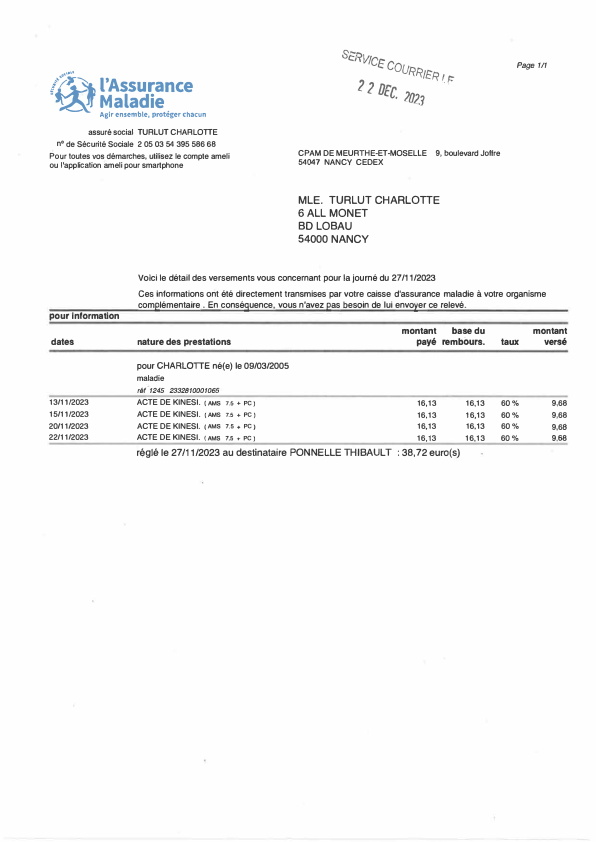 SERVICE COURRIER LE
22 DEC. 2023
Page 1/1
SÉCURITÉ SOCIALE
l'Assurance
Maladie
Agir ensemble, protéger chacun
assuré social TURLUT CHARLOTTE
n° de Sécurité Sociale 2 05 03 54 395 586 68
Pour toutes vos démarches, utilisez le compte ameli
ou l'application ameli pour smartphone
CPAM DE MEURTHE-ET-MOSELLE 9, boulevard Joffre
54047 NANCY CEDEX
MLE. TURLUT CHARLOTTE
6 ALL MONET
BD LOBAU
54000 NANCY
Voici le détail des versements vous concernant pour la journé du 27/11/2023
Ces informations ont été directement transmises par votre caisse d'assurance maladie à votre organisme
complémentaire . En conséquence, vous n'avez pas besoin de lui envoyer ce relevé.
pour information
dates nature des prestations montant payé base du rembours. taux montant versé
pour CHARLOTTE né(e) le 09/03/2005
maladie
réf 1245 2332810001065
13/11/2023 ACTE DE KINESI. ( AMS 7.5 + PC ) 16,13 16,13 60 % 9,68
15/11/2023 ACTE DE KINESI. ( AMS 7.5 + PC ) 16,13 16,13 60 % 9,68
20/11/2023 ACTE DE KINESI. ( AMS 7.5 + PC ) 16,13 16,13 60 % 9,68
22/11/2023 ACTE DE KINESI. ( AMS 7.5 + PC ) 16,13 16,13 60 % 9,68
réglé le 27/11/2023 au destinataire PONNELLE THIBAULT : 38,72 euro(s)